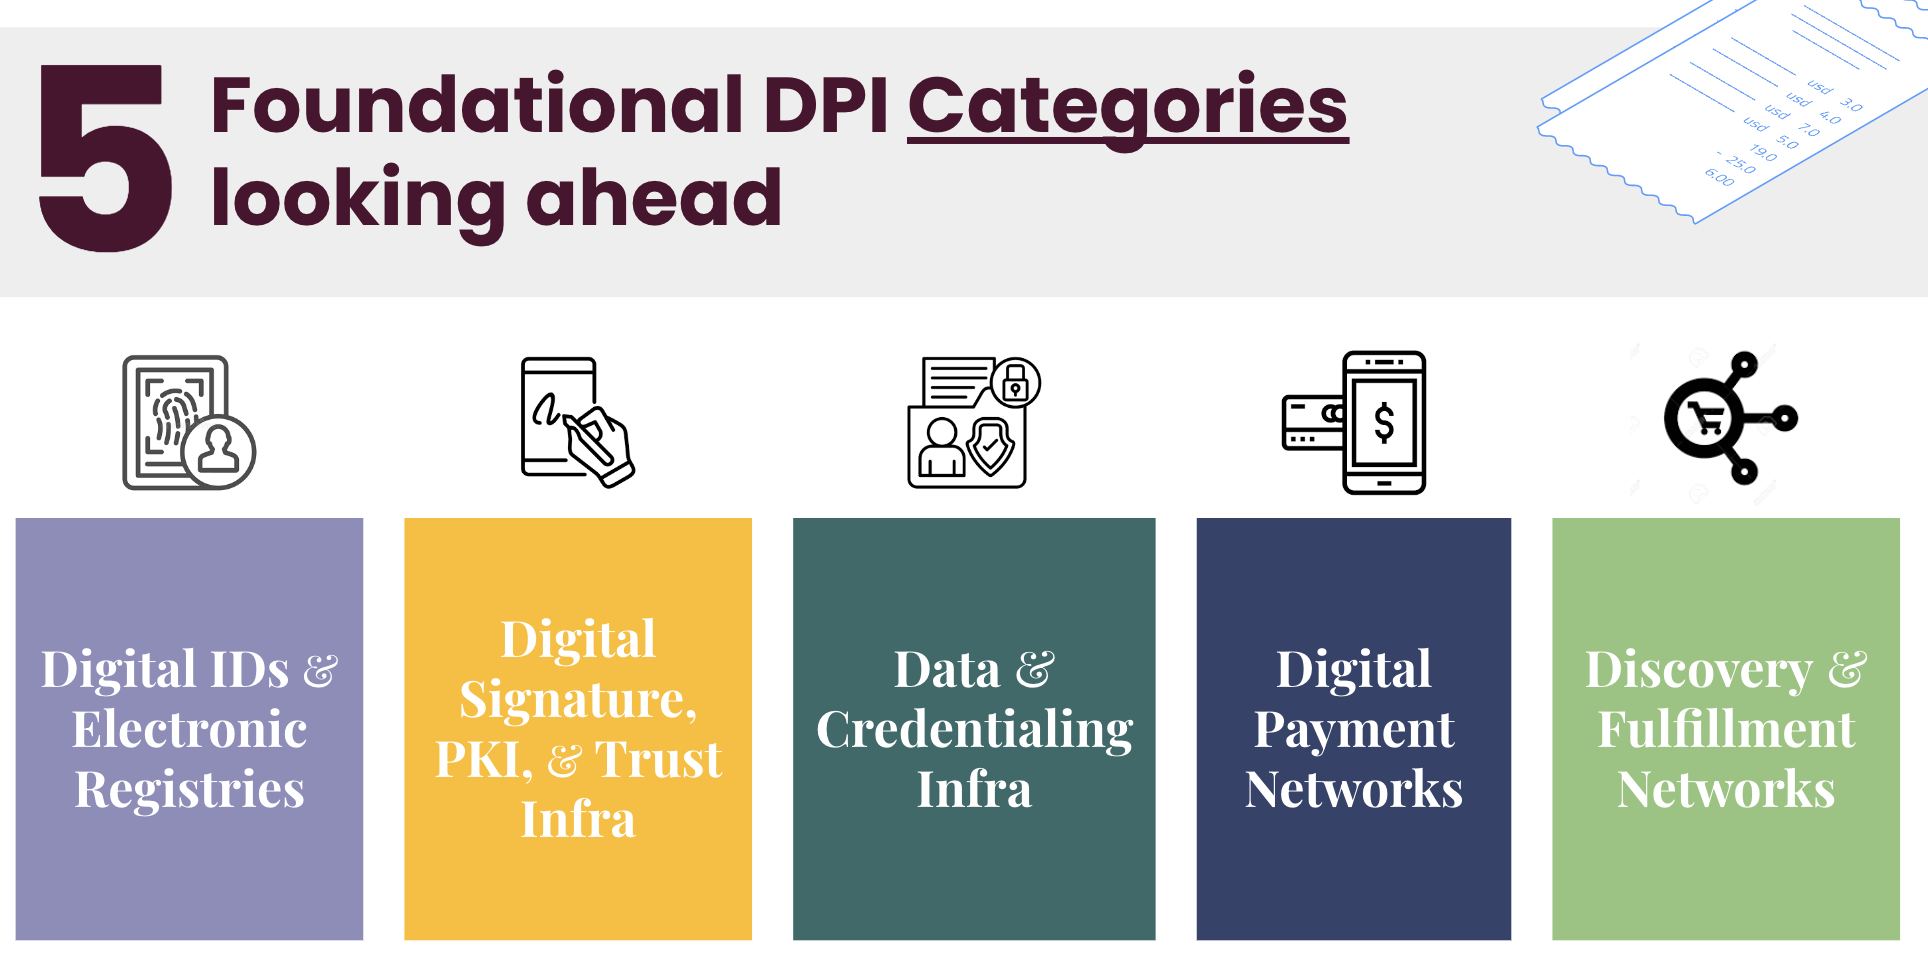 5
Foundational DPI Categories
looking ahead
usd 3.0
usd 4.0
usd 7.0
usd 5.0
19.0
- 25.0
6.00
$
Digital IDs &
Electronic
Registries
Digital
Signature,
PKI, & Trust
Infra
Data &
Credentialing
Infra
Digital
Payment
Networks
Discovery &
Fulfillment
Networks